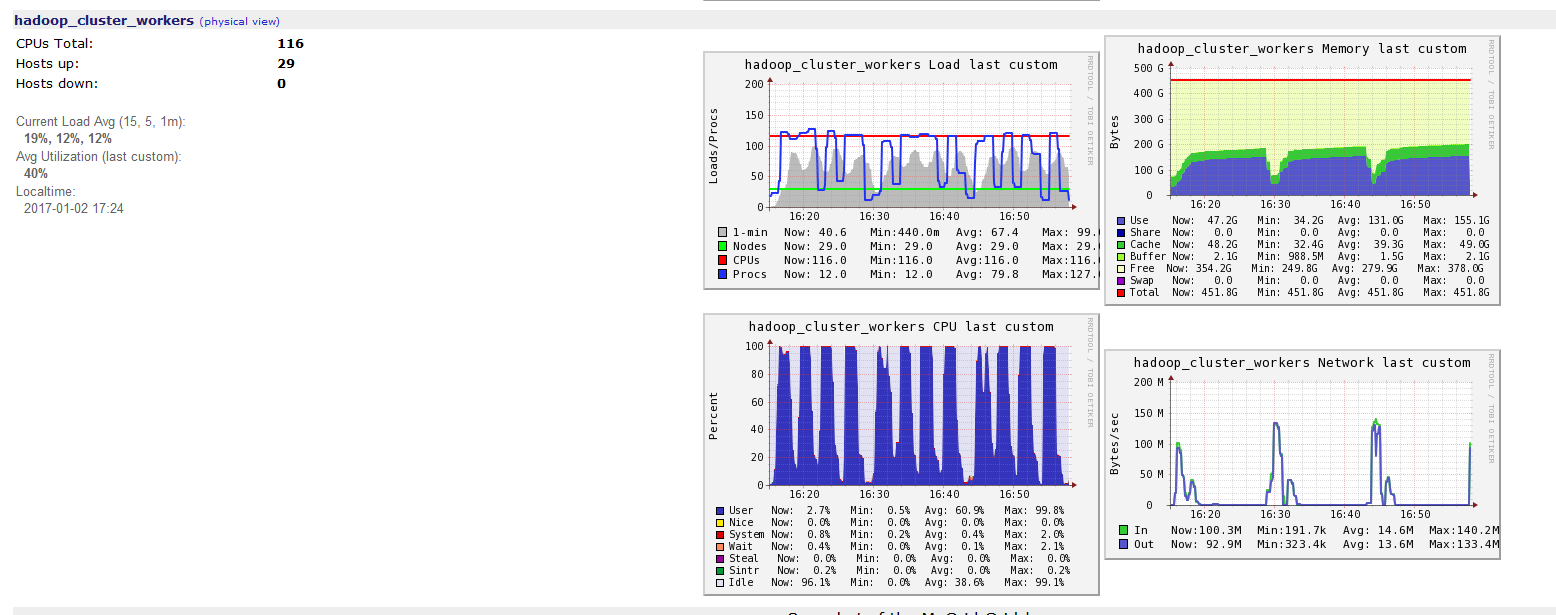 hadoop_cluster_workers (physical view)
CPUs Total: 116
Hosts up: 29
Hosts down: 0
Current Load Avg (15, 5, 1m):
19%, 12%, 12%
Avg Utilization (last custom):
40%
Localtime:
2017-01-02 17:24
hadoop_cluster_workers Load last custom
RRDTOOL / TOBI OETIKER
Loads/Procs
200
150
100
50
0
16:20 16:30 16:40 16:50
1-min Now: 40.6 Min:440.0m Avg: 67.4 Max: 99.
Nodes Now: 29.0 Min: 29.0 Avg: 29.0 Max: 29.
CPUs Now:116.0 Min:116.0 Avg:116.0 Max:116.
Procs Now: 12.0 Min: 12.0 Avg: 79.8 Max:127.
hadoop_cluster_workers Memory last custom
RRDTOOL / TOBI OETIKER
Bytes
500 G
400 G
300 G
200 G
100 G
0
16:20 16:30 16:40 16:50
Use Now: 47.2G Min: 34.2G Avg: 131.0G Max: 155.1G
Share Now: 0.0 Min: 0.0 Avg: 0.0 Max: 0.0
Cache Now: 48.2G Min: 32.4G Avg: 39.3G Max: 49.0G
Buffer Now: 2.1G Min: 988.5M Avg: 1.5G Max: 2.1G
Free Now: 354.2G Min: 249.8G Avg: 279.9G Max: 378.0G
Swap Now: 0.0 Min: 0.0 Avg: 0.0 Max: 0.0
Total Now: 451.8G Min: 451.8G Avg: 451.8G Max: 451.8G
hadoop_cluster_workers CPU last custom
RRDTOOL / TOBI OETIKER
Percent
100
80
60
40
20
0
16:20 16:30 16:40 16:50
User Now: 2.7% Min: 0.5% Avg: 60.9% Max: 99.8%
Nice Now: 0.0% Min: 0.0% Avg: 0.0% Max: 0.0%
System Now: 0.8% Min: 0.2% Avg: 0.4% Max: 2.0%
Wait Now: 0.4% Min: 0.0% Avg: 0.1% Max: 2.1%
Steal Now: 0.0% Min: 0.0% Avg: 0.0% Max: 0.0%
Sintr Now: 0.2% Min: 0.0% Avg: 0.0% Max: 0.2%
Idle Now: 96.1% Min: 0.0% Avg: 38.6% Max: 99.1%
hadoop_cluster_workers Network last custom
RRDTOOL / TOBI OETIKER
Bytes/sec
200 M
150 M
100 M
50 M
0
16:20 16:30 16:40 16:50
In Now:100.3M Min:191.7k Avg: 14.6M Max:140.2M
Out Now: 92.9M Min:323.4k Avg: 13.6M Max:133.4M